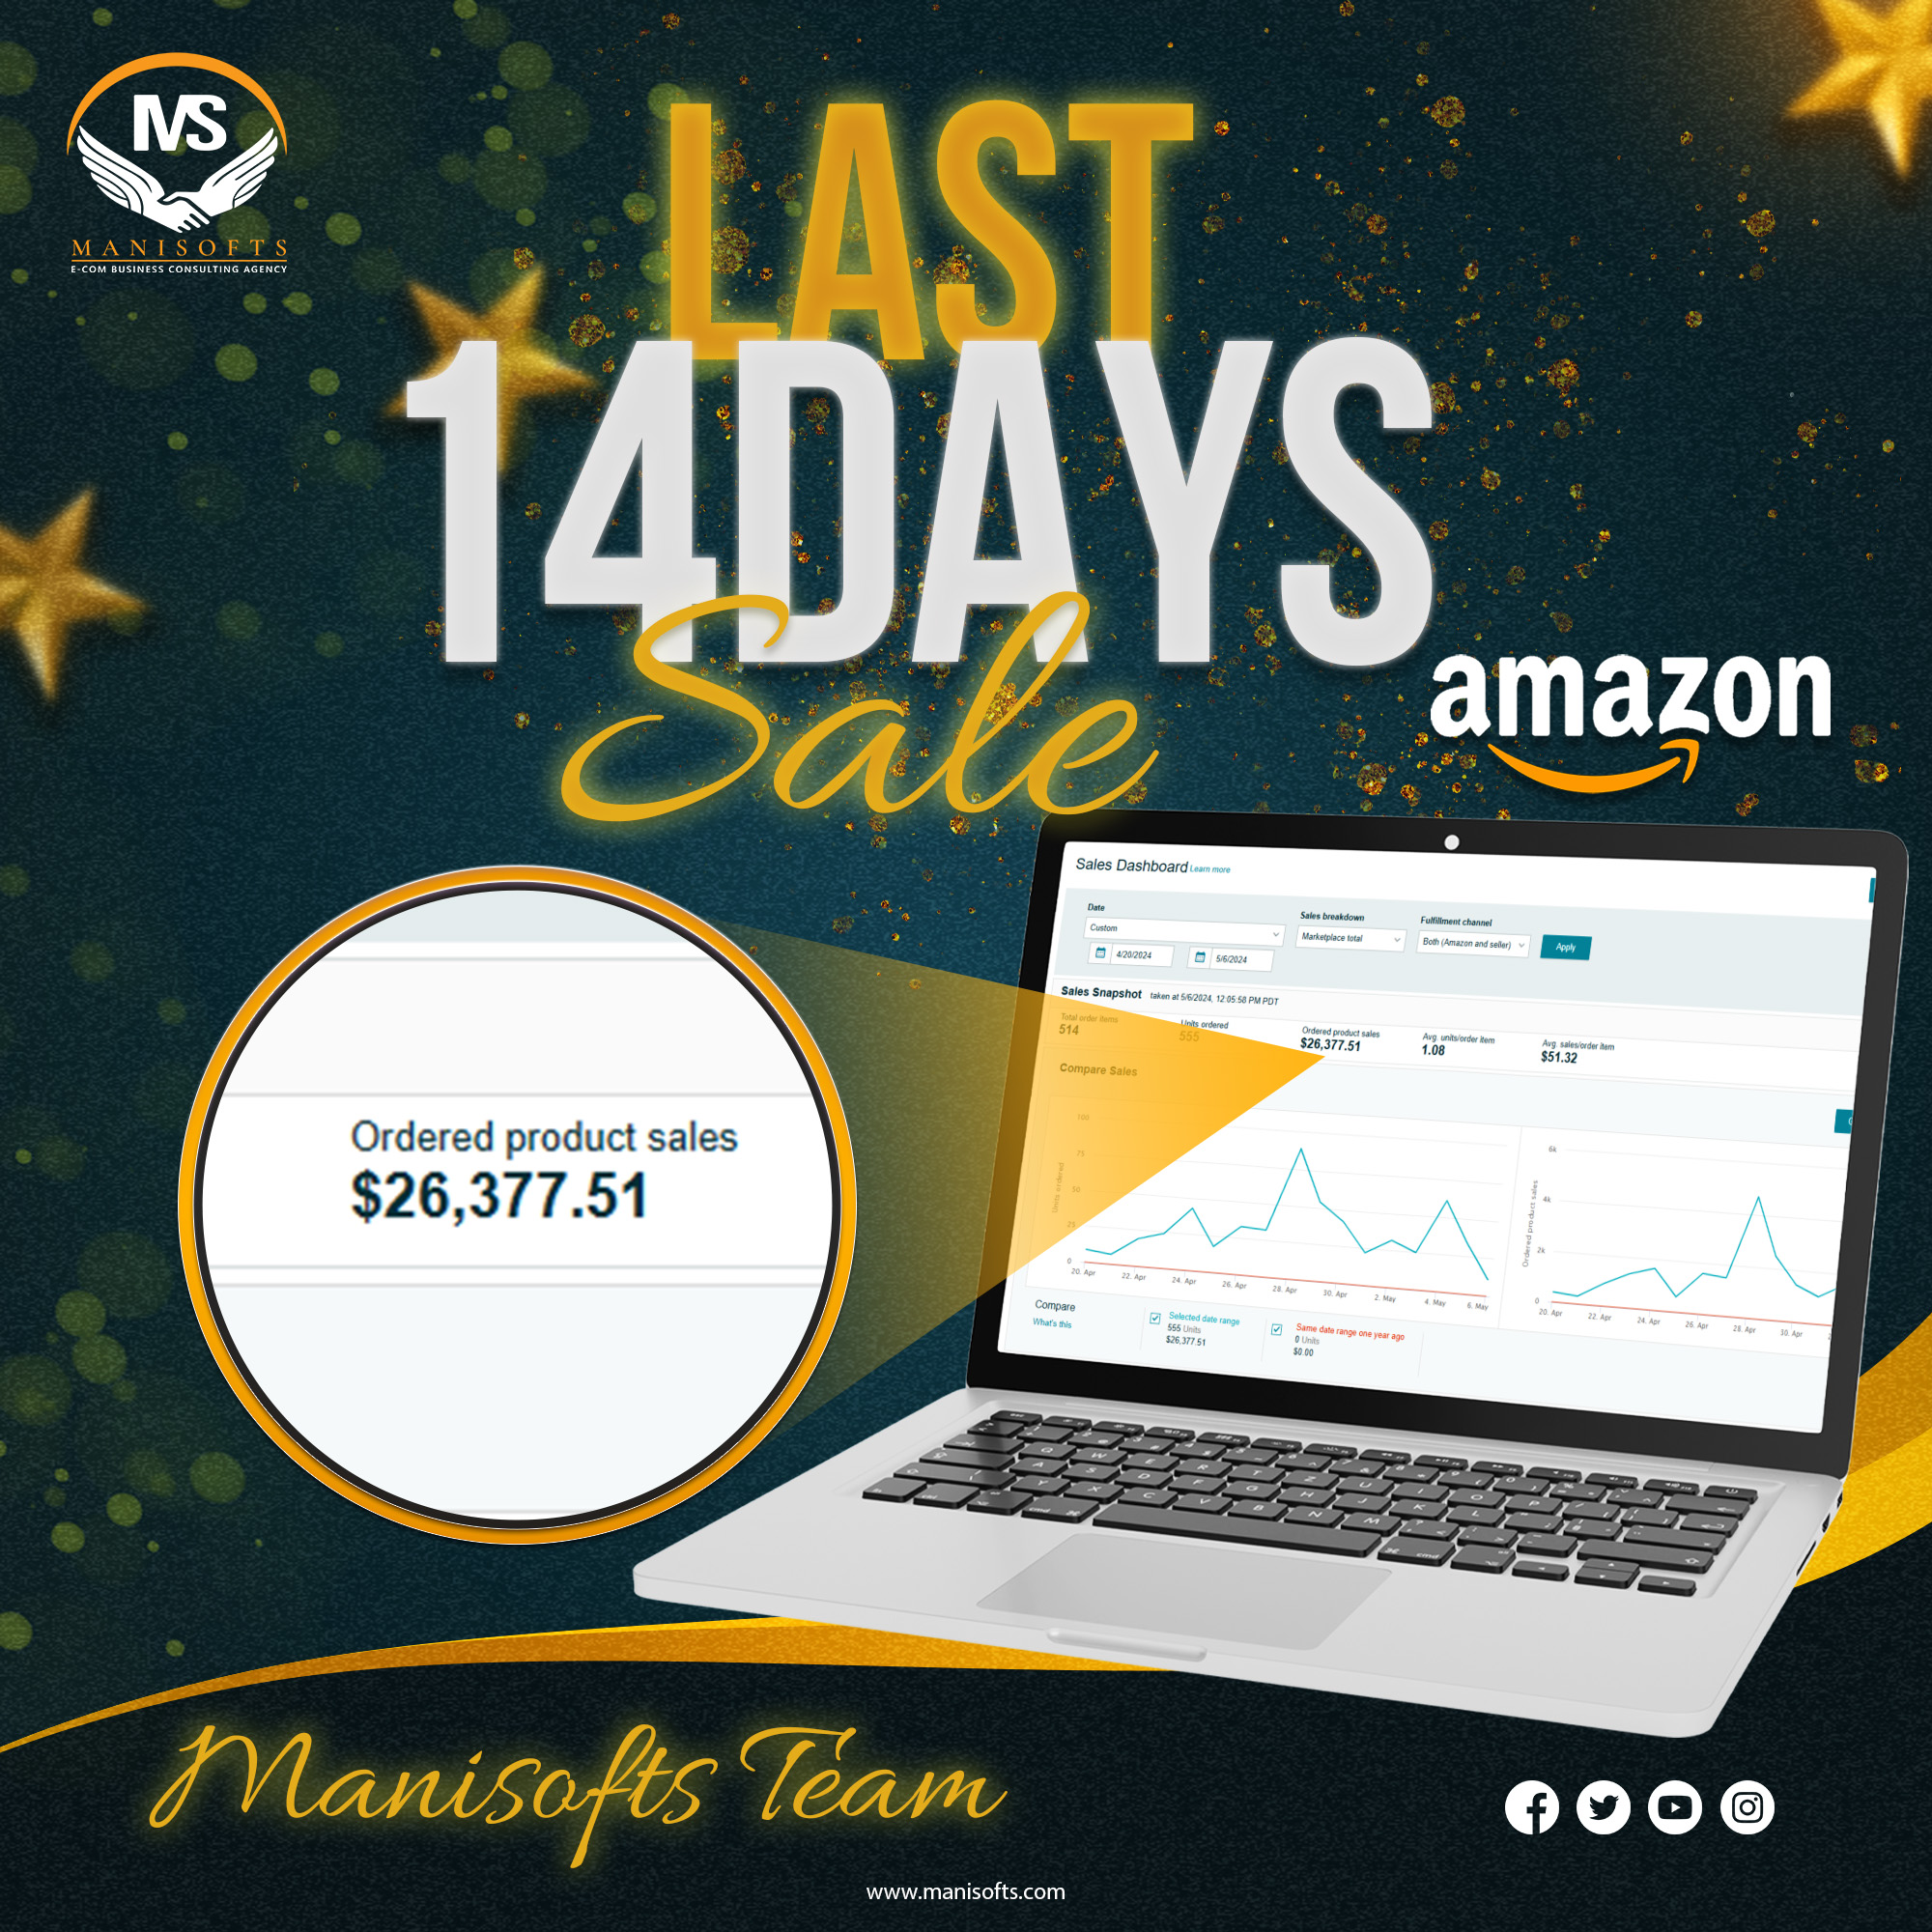 MS
MANISOFTS
E-COM BUSINESS CONSULTING AGENCY
LAST
14DAYS
Sale
amazon
Sales Dashboard Learn more
Date
Sales breakdown
Fulfillment channel
Custom
Marketplace total
Both (Amazon and seller)
Apply
4/20/2024
5/6/2024
Sales Snapshot taken at 5/6/2024, 12:05:58 PM PDT
Total order items
514
Units ordered
555
Ordered product sales
$26,377.51
Avg. units/order item
1.08
Avg. sales/order item
$51.32
Compare Sales
Units ordered
100
75
50
25
0
20. Apr
22. Apr
24. Apr
26. Apr
28. Apr
30. Apr
2. May
4. May
6. May
Ordered product sales
6k
4k
2k
0
20. Apr
22. Apr
24. Apr
26. Apr
28. Apr
30. Apr
Compare
What's this
Selected date range
555 Units
$26,377.51
Same date range one year ago
0 Units
$0.00
Ordered product sales
$26,377.51
Manisofts Team
www.manisofts.com